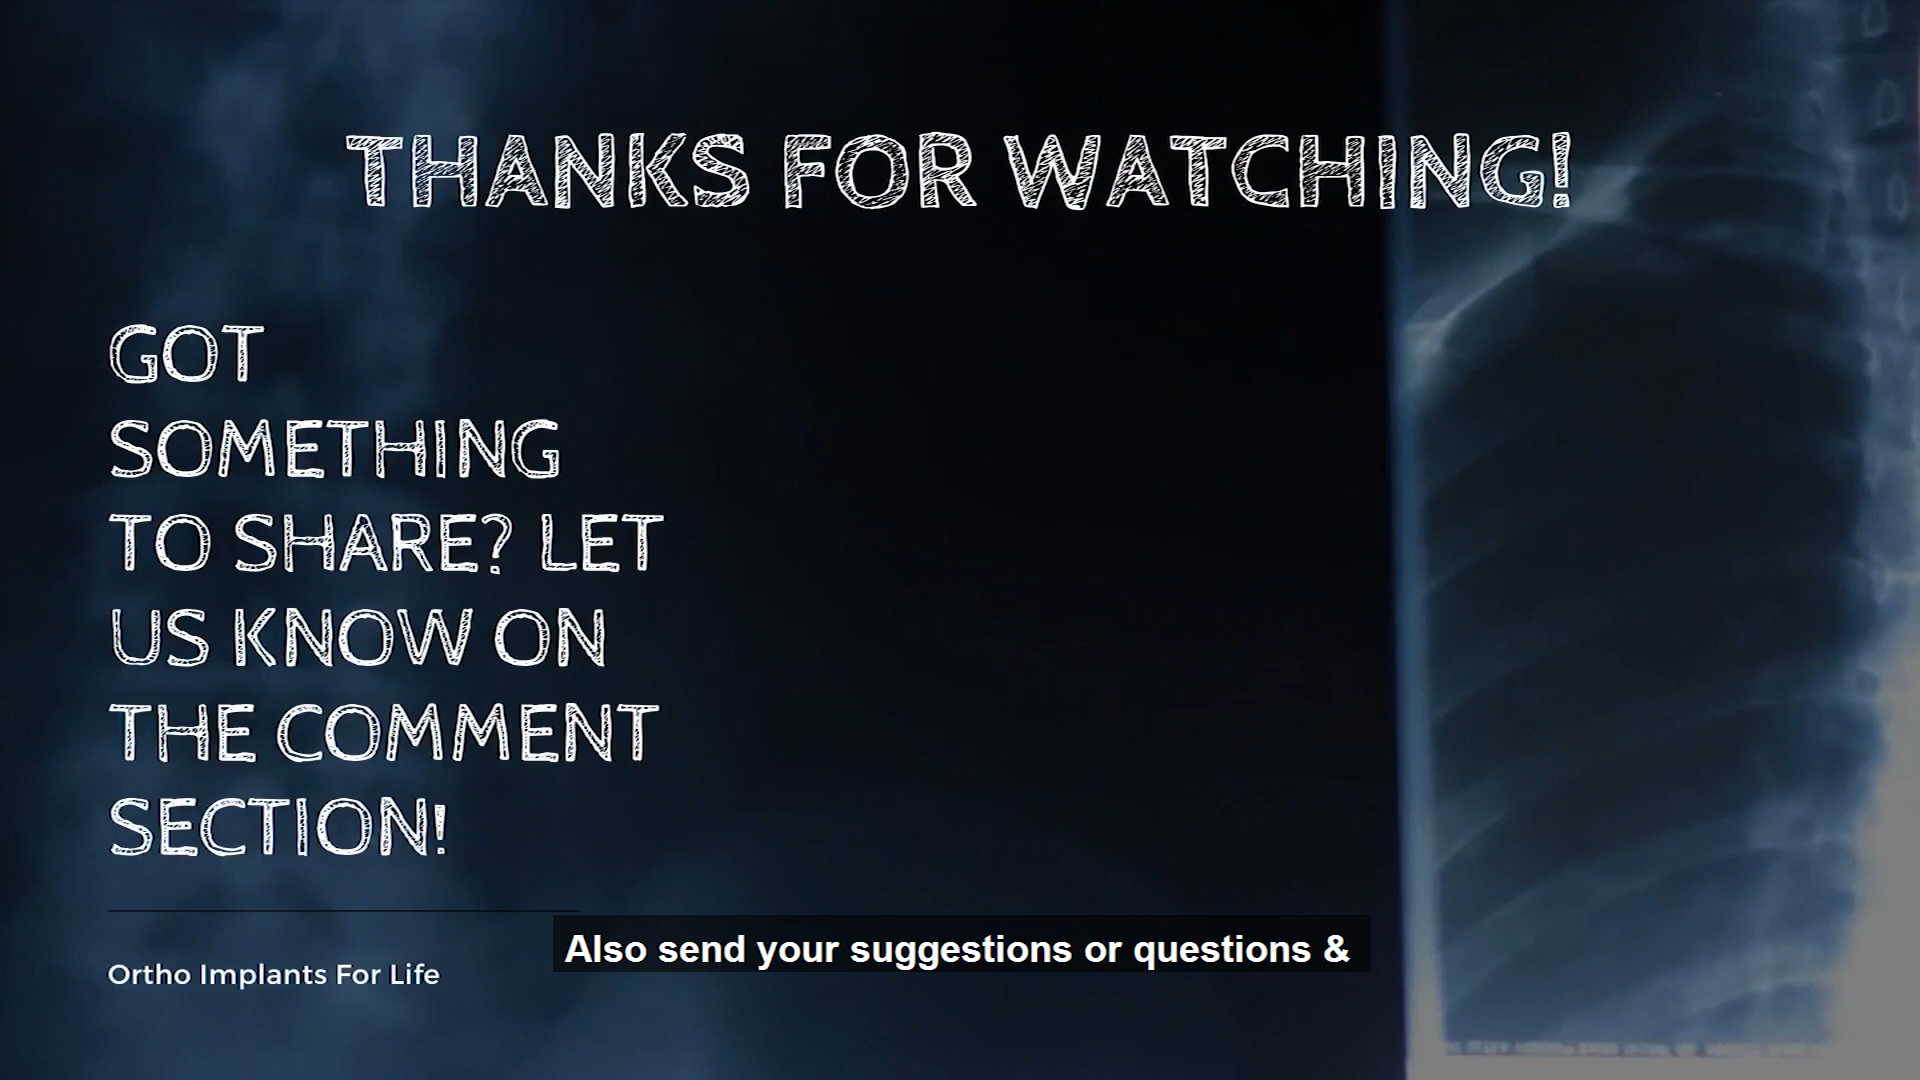 THANKS FOR WATCHING!
GOT
SOMETHING
TO SHARE? LET
US KNOW ON
THE COMMENT
SECTION!
Also send your suggestions or questions &
Ortho Implants For Life